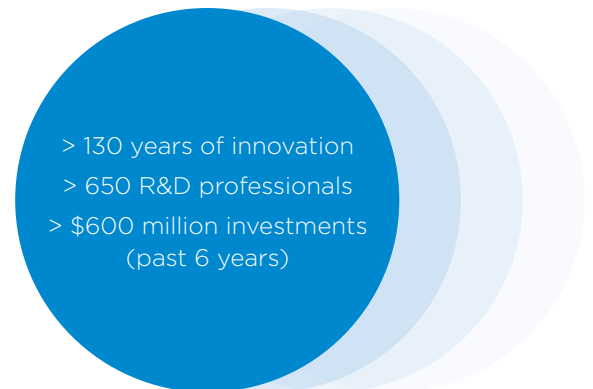 > 130 years of innovation
> 650 R&D professionals
> $600 million investments
(past 6 years)